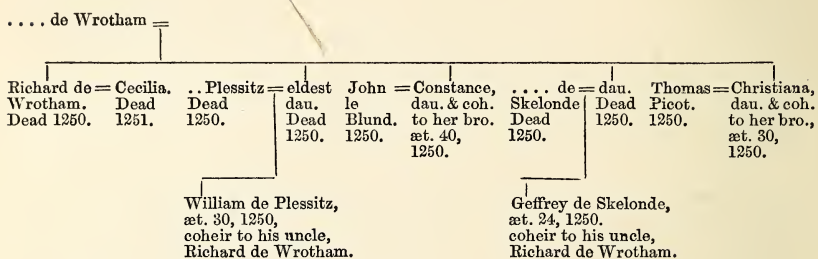 .... de Wrotham =
Richard de = Cecilia.
Wrotham. Dead
Dead 1250. 1251.
..Plessitz = eldest
Dead dau.
1250. Dead
1250.
John = Constance,
le dau. & coh.
Blund. to her bro.
1250. æt. 40,
1250.
.... de = dau.
Skelonde Dead
Dead 1250.
1250.
Thomas = Christiana,
Picot. dau. & coh.
1250. to her bro.,
æt. 30,
1250.
William de Plessitz,
æt. 30, 1250,
coheir to his uncle,
Richard de Wrotham.
Geffrey de Skelonde,
æt. 24, 1250.
coheir to his uncle,
Richard de Wrotham.